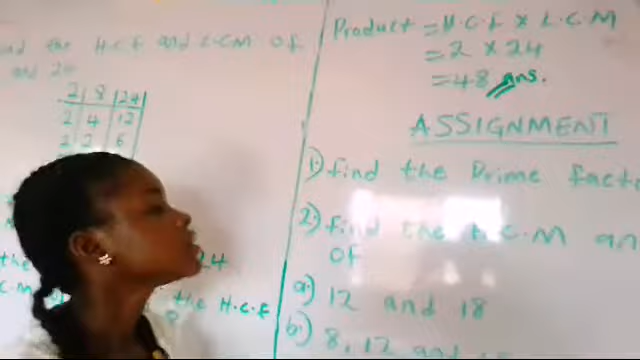 the H.C.F and L.C.M of
and
2 8 24
2 4 12
2 2 6
the
24
the H.C.F
Product = H.C.F x L.C.M
= 2 x 24
= 48 ans.
ASSIGNMENT
1) find the Prime facto
2) find the H.C.M an
of
a) 12 and 18
b) 8, 12 and